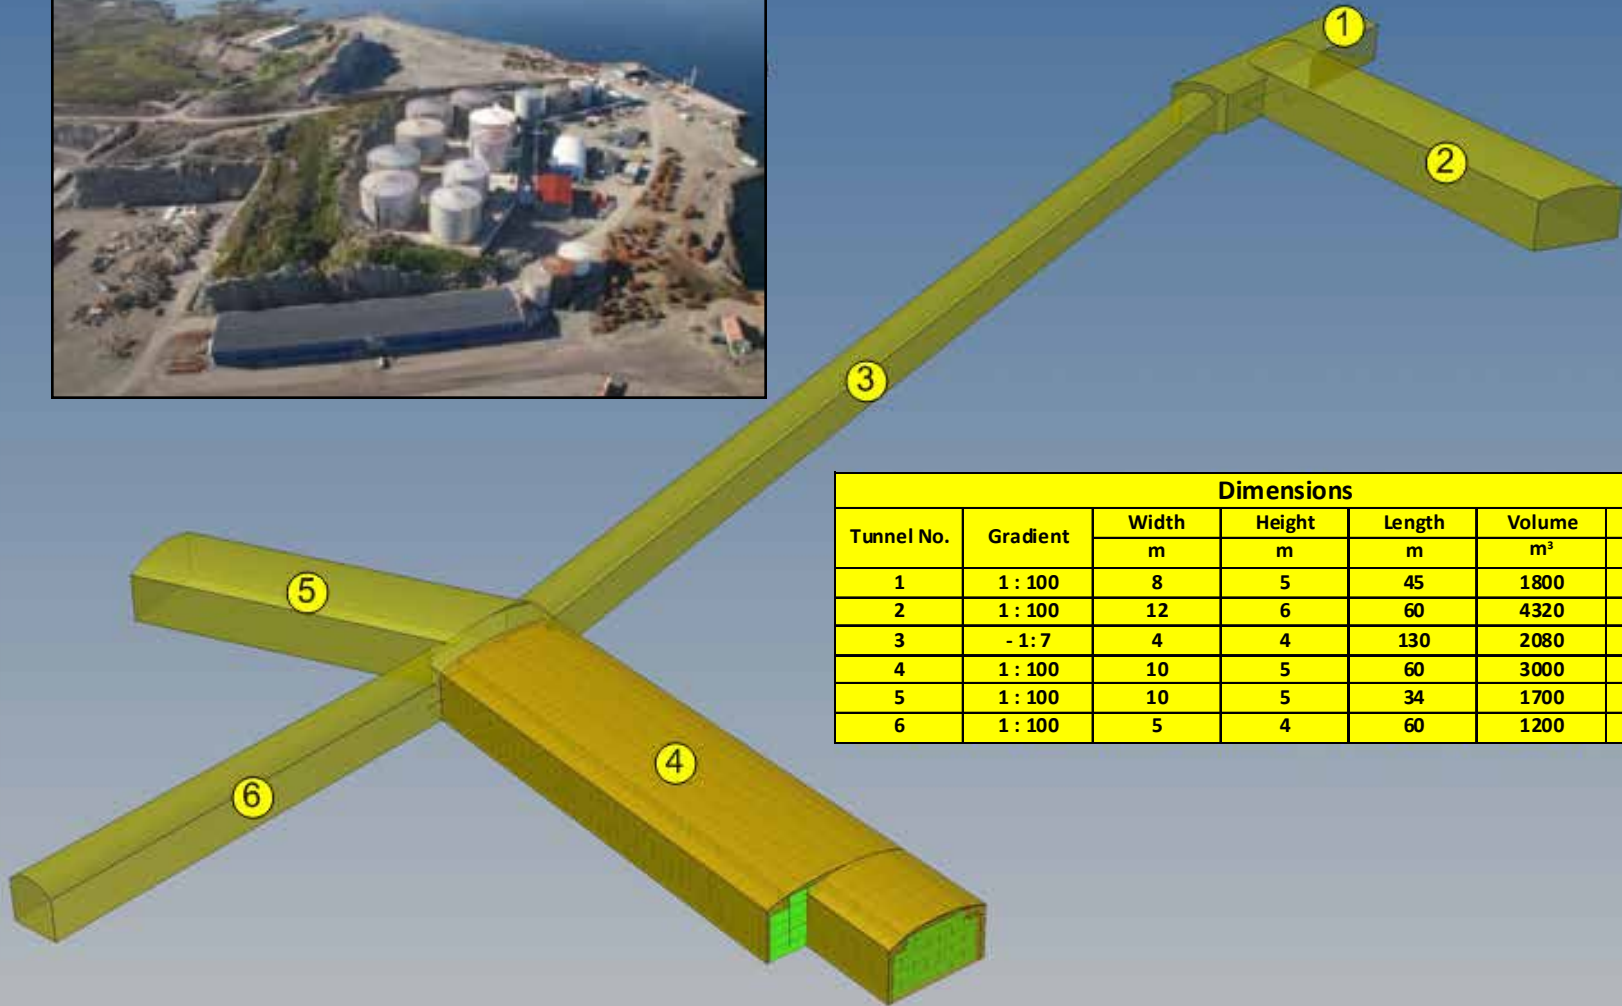 1
2
3
5
4
6
Dimensions
Tunnel No. Gradient Width Height Length Volume
m m m m³
1 1 : 100 8 5 45 1800
2 1 : 100 12 6 60 4320
3 - 1: 7 4 4 130 2080
4 1 : 100 10 5 60 3000
5 1 : 100 10 5 34 1700
6 1 : 100 5 4 60 1200